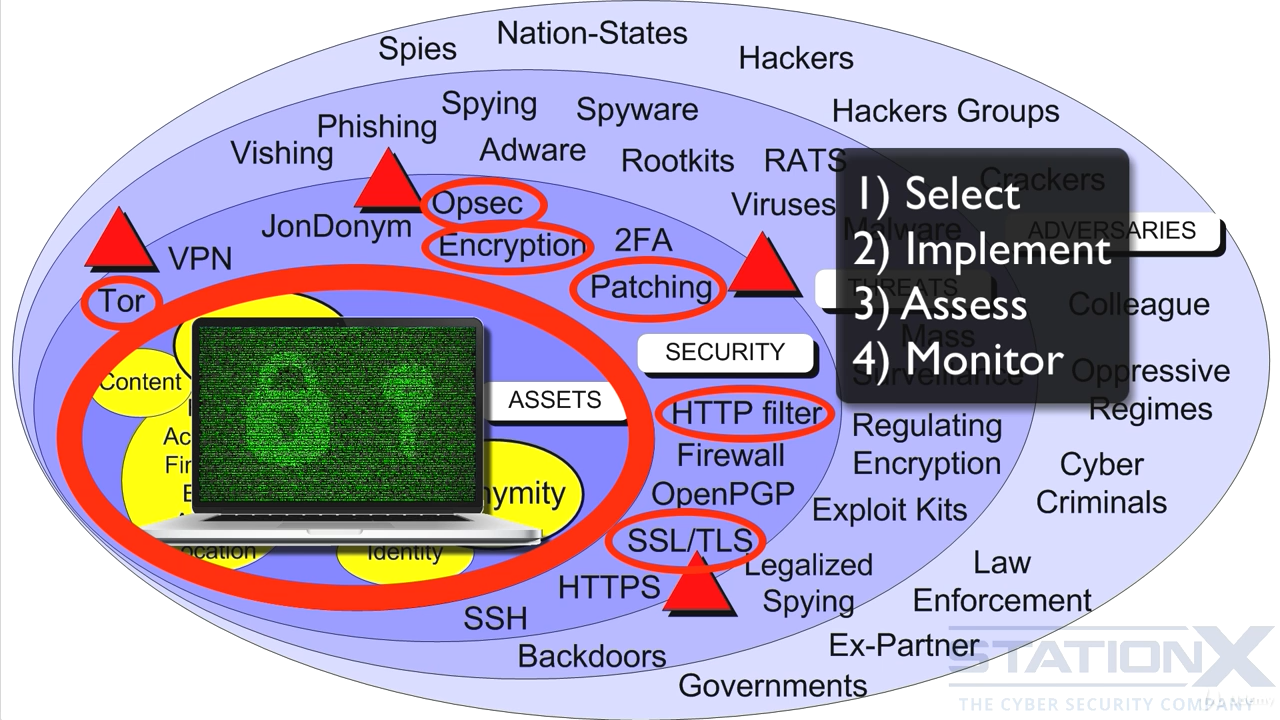 Spies
Nation-States
Hackers
Hackers Groups
Phishing
Spying
Spyware
Vishing
Adware
Rootkits
RATS
Crackers
Viruses
Malware
ADVERSARIES
1) Select
2) Implement
3) Assess
4) Monitor
JonDonym
Opsec
Encryption
2FA
VPN
Tor
Patching
THREATS
Colleague
Mass
Surveillance
SECURITY
Oppressive
Regimes
Content
ASSETS
HTTP filter
Regulating
Encryption
Firewall
Cyber
Criminals
nymity
OpenPGP
Exploit Kits
SSL/TLS
ocation
Identity
Legalized
Spying
Law
Enforcement
HTTPS
SSH
Backdoors
Ex-Partner
Governments
STATIONX
THE CYBER SECURITY COMPANY